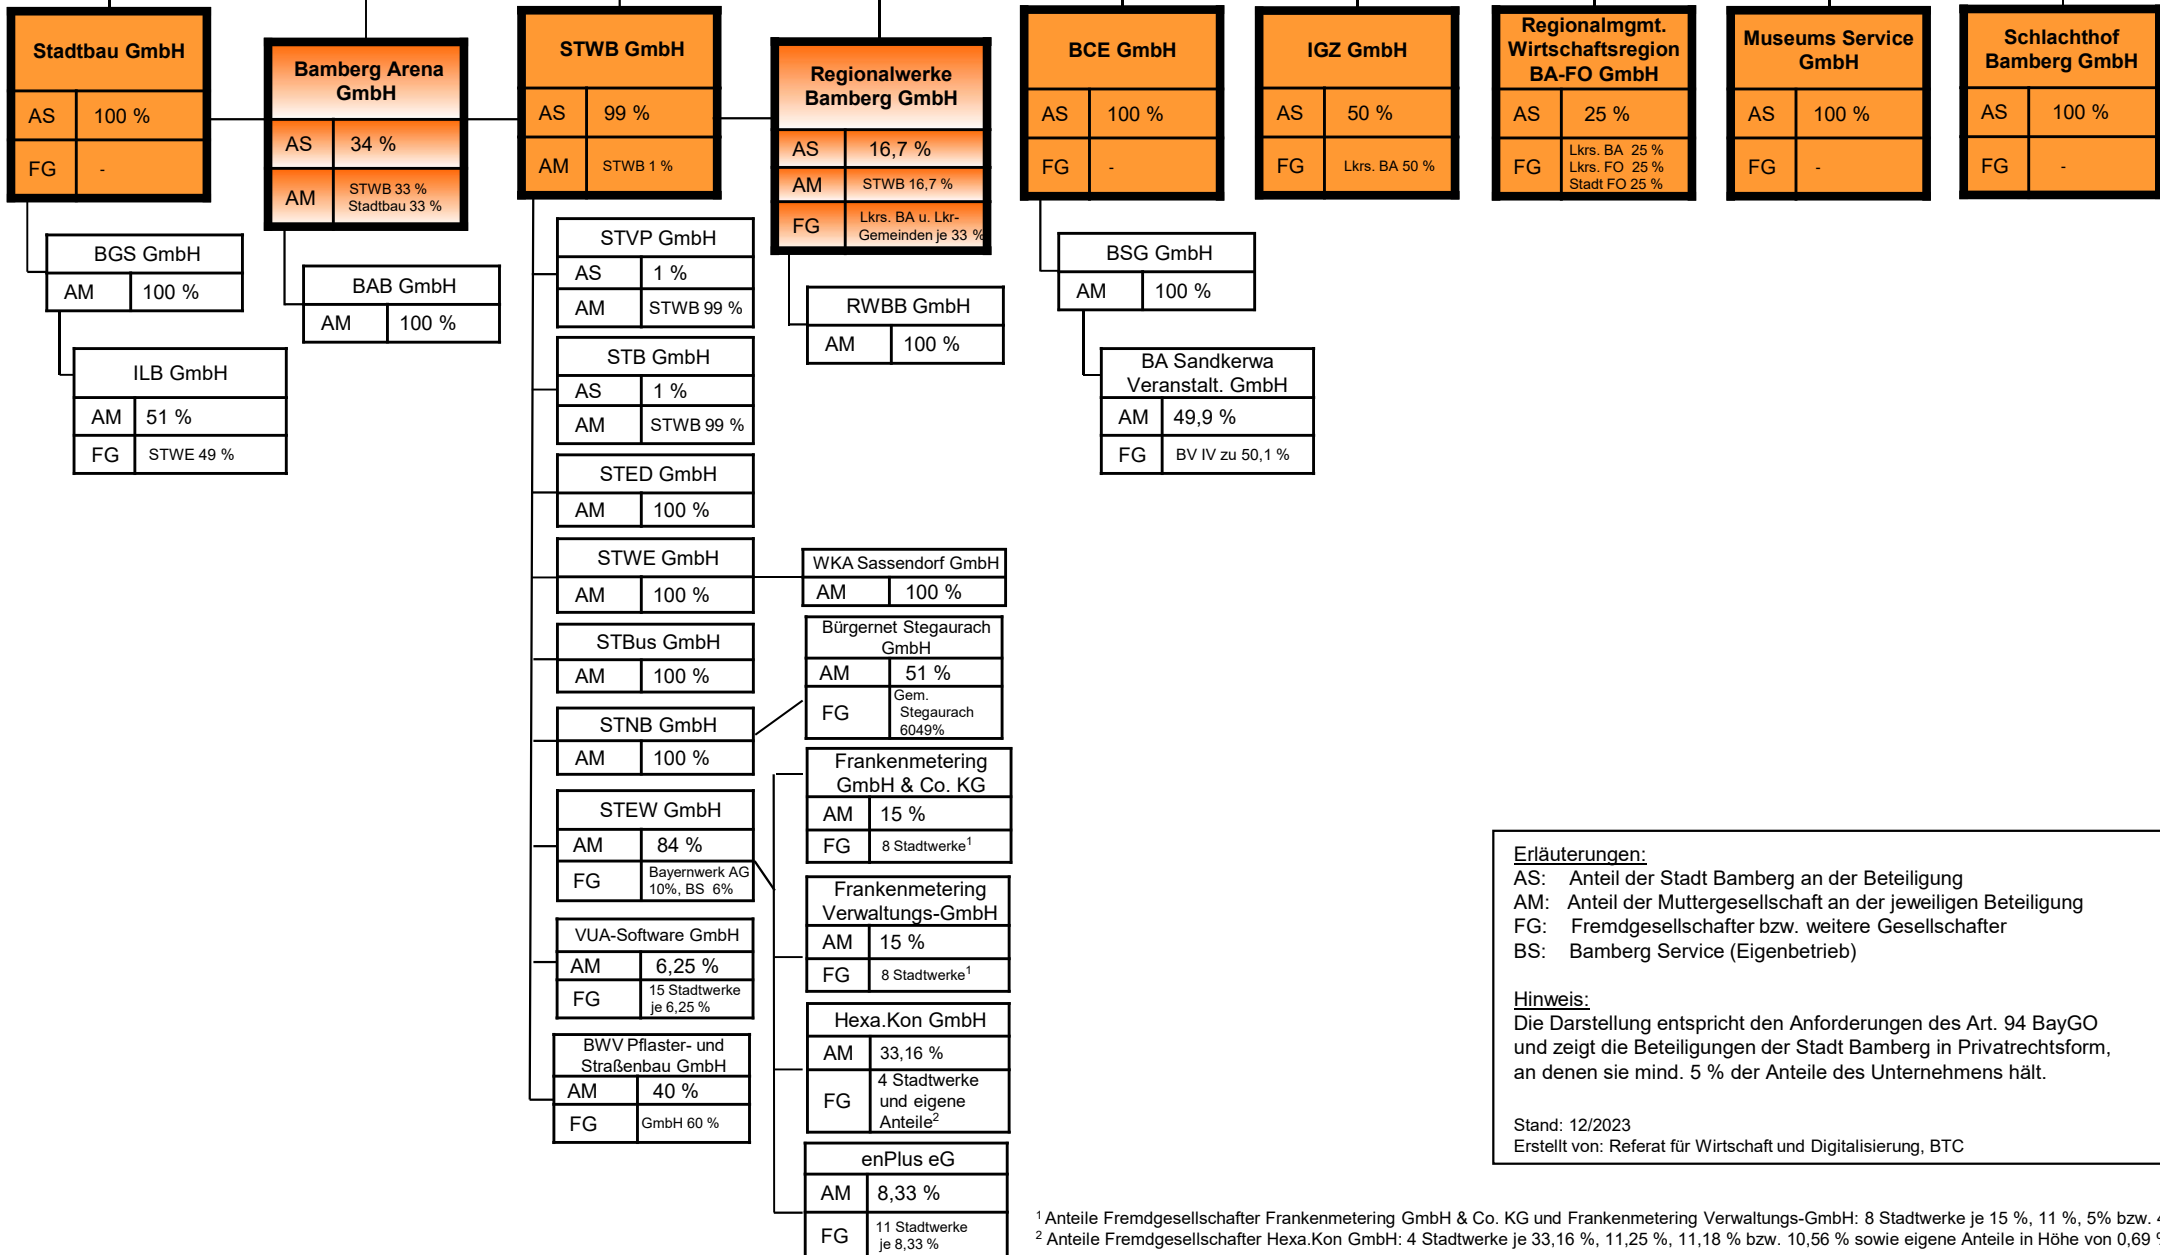 Stadtbau GmbH
AS 100 %
FG -
BGS GmbH
AM 100 %
ILB GmbH
AM 51 %
FG STWE 49 %
Bamberg Arena
GmbH
AS 34 %
AM STWB 33 %
Stadtbau 33 %
BAB GmbH
AM 100 %
STWB GmbH
AS 99 %
AM STWB 1 %
STVP GmbH
AS 1 %
AM STWB 99 %
STB GmbH
AS 1 %
AM STWB 99 %
STED GmbH
AM 100 %
STWE GmbH
AM 100 %
STBus GmbH
AM 100 %
STNB GmbH
AM 100 %
STEW GmbH
AM 84 %
FG Bayernwerk AG
10%, BS 6%
VUA-Software GmbH
AM 6,25 %
FG 15 Stadtwerke
je 6,25 %
BWV Pflaster- und
Straßenbau GmbH
AM 40 %
FG GmbH 60 %
WKA Sassendorf GmbH
AM 100 %
Bürgernet Stegaurach
GmbH
AM 51 %
FG Gem.
Stegaurach
6049%
Frankenmetering
GmbH & Co. KG
AM 15 %
FG 8 Stadtwerke¹
Frankenmetering
Verwaltungs-GmbH
AM 15 %
FG 8 Stadtwerke¹
Hexa.Kon GmbH
AM 33,16 %
FG 4 Stadtwerke
und eigene
Anteile²
enPlus eG
AM 8,33 %
FG 11 Stadtwerke
je 8,33 %
Regionalwerke
Bamberg GmbH
AS 16,7 %
AM STWB 16,7 %
FG Lkrs. BA u. Lkr-
Gemeinden je 33 %
RWBB GmbH
AM 100 %
BCE GmbH
AS 100 %
FG -
BSG GmbH
AM 100 %
BA Sandkerwa
Veranstalt. GmbH
AM 49,9 %
FG BV IV zu 50,1 %
IGZ GmbH
AS 50 %
FG Lkrs. BA 50 %
Regionalmgmt.
Wirtschaftsregion
BA-FO GmbH
AS 25 %
FG Lkrs. BA 25 %
Lkrs. FO 25 %
Stadt FO 25 %
Museums Service
GmbH
AS 100 %
FG -
Schlachthof
Bamberg GmbH
AS 100 %
FG -
Erläuterungen:
AS: Anteil der Stadt Bamberg an der Beteiligung
AM: Anteil der Muttergesellschaft an der jeweiligen Beteiligung
FG: Fremdgesellschafter bzw. weitere Gesellschafter
BS: Bamberg Service (Eigenbetrieb)
Hinweis:
Die Darstellung entspricht den Anforderungen des Art. 94 BayGO
und zeigt die Beteiligungen der Stadt Bamberg in Privatrechtsform,
an denen sie mind. 5 % der Anteile des Unternehmens hält.
Stand: 12/2023
Erstellt von: Referat für Wirtschaft und Digitalisierung, BTC
¹ Anteile Fremdgesellschafter Frankenmetering GmbH & Co. KG und Frankenmetering Verwaltungs-GmbH: 8 Stadtwerke je 15 %, 11 %, 5% bzw.
² Anteile Fremdgesellschafter Hexa.Kon GmbH: 4 Stadtwerke je 33,16 %, 11,25 %, 11,18 % bzw. 10,56 % sowie eigene Anteile in Höhe von 0,69 %